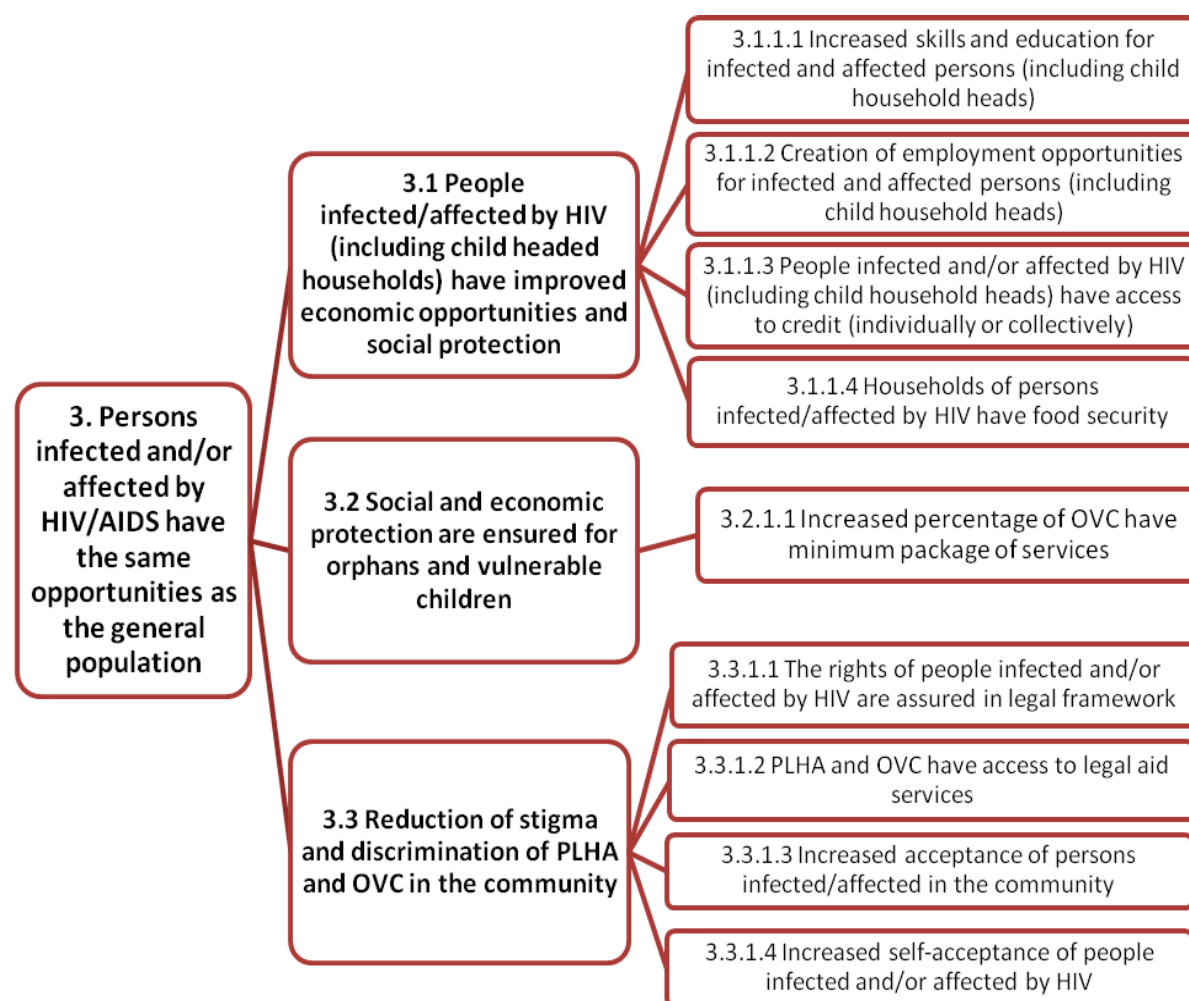 3. Persons
infected and/or
affected by
HIV/AIDS have
the same
opportunities as
the general
population
3.1 People
infected/affected by HIV
(including child headed
households) have improved
economic opportunities and
social protection
3.1.1.1 Increased skills and education for
infected and affected persons (including child
household heads)
3.1.1.2 Creation of employment opportunities
for infected and affected persons (including
child household heads)
3.1.1.3 People infected and/or affected by HIV
(including child household heads) have access
to credit (individually or collectively)
3.1.1.4 Households of persons
infected/affected by HIV have food security
3.2 Social and economic
protection are ensured for
orphans and vulnerable
children
3.2.1.1 Increased percentage of OVC have
minimum package of services
3.3 Reduction of stigma
and discrimination of PLHA
and OVC in the community
3.3.1.1 The rights of people infected and/or
affected by HIV are assured in legal framework
3.3.1.2 PLHA and OVC have access to legal aid
services
3.3.1.3 Increased acceptance of persons
infected/affected in the community
3.3.1.4 Increased self-acceptance of people
infected and/or affected by HIV